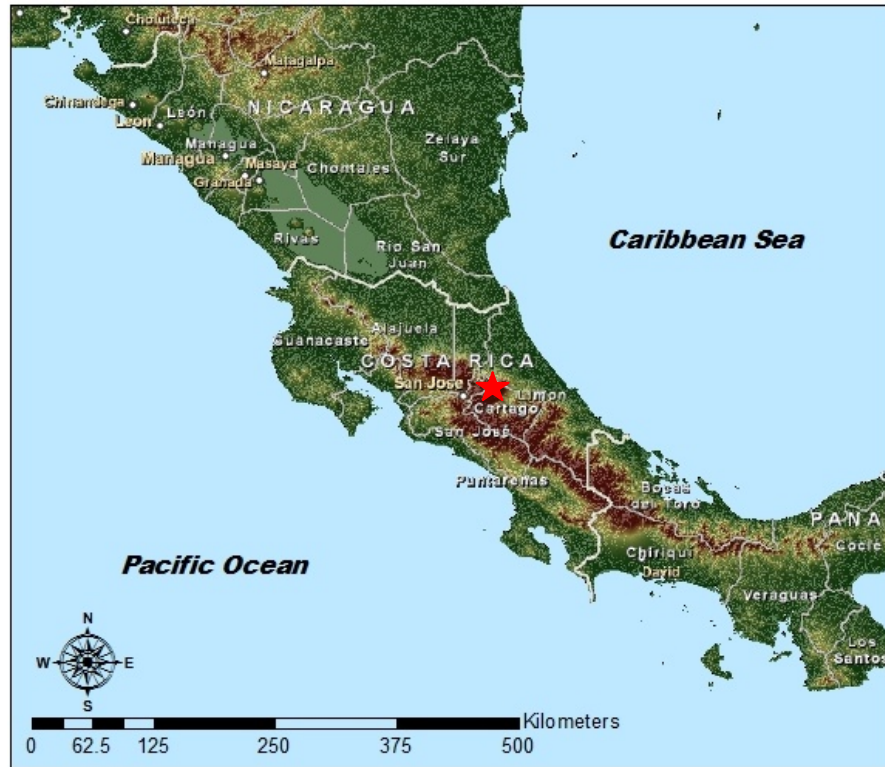 Choluteca
Matagalpa
Chinandega
NICARAGUA
León
Leon
Zelaya
Sur
Managua
Managua
Masaya
Chontales
Granada
Caribbean Sea
Rivas
Rio San
Juan
Alajuela
Guanacaste
COSTA RICA
San Jose
Limon
Cartago
San José
Puntarenas
Bocas
del Toro
PANA
Cocle
Pacific Ocean
Chiriqui
David
Veraguas
Los
Santos
N
W
E
S
Kilometers
0 62.5 125 250 375 500